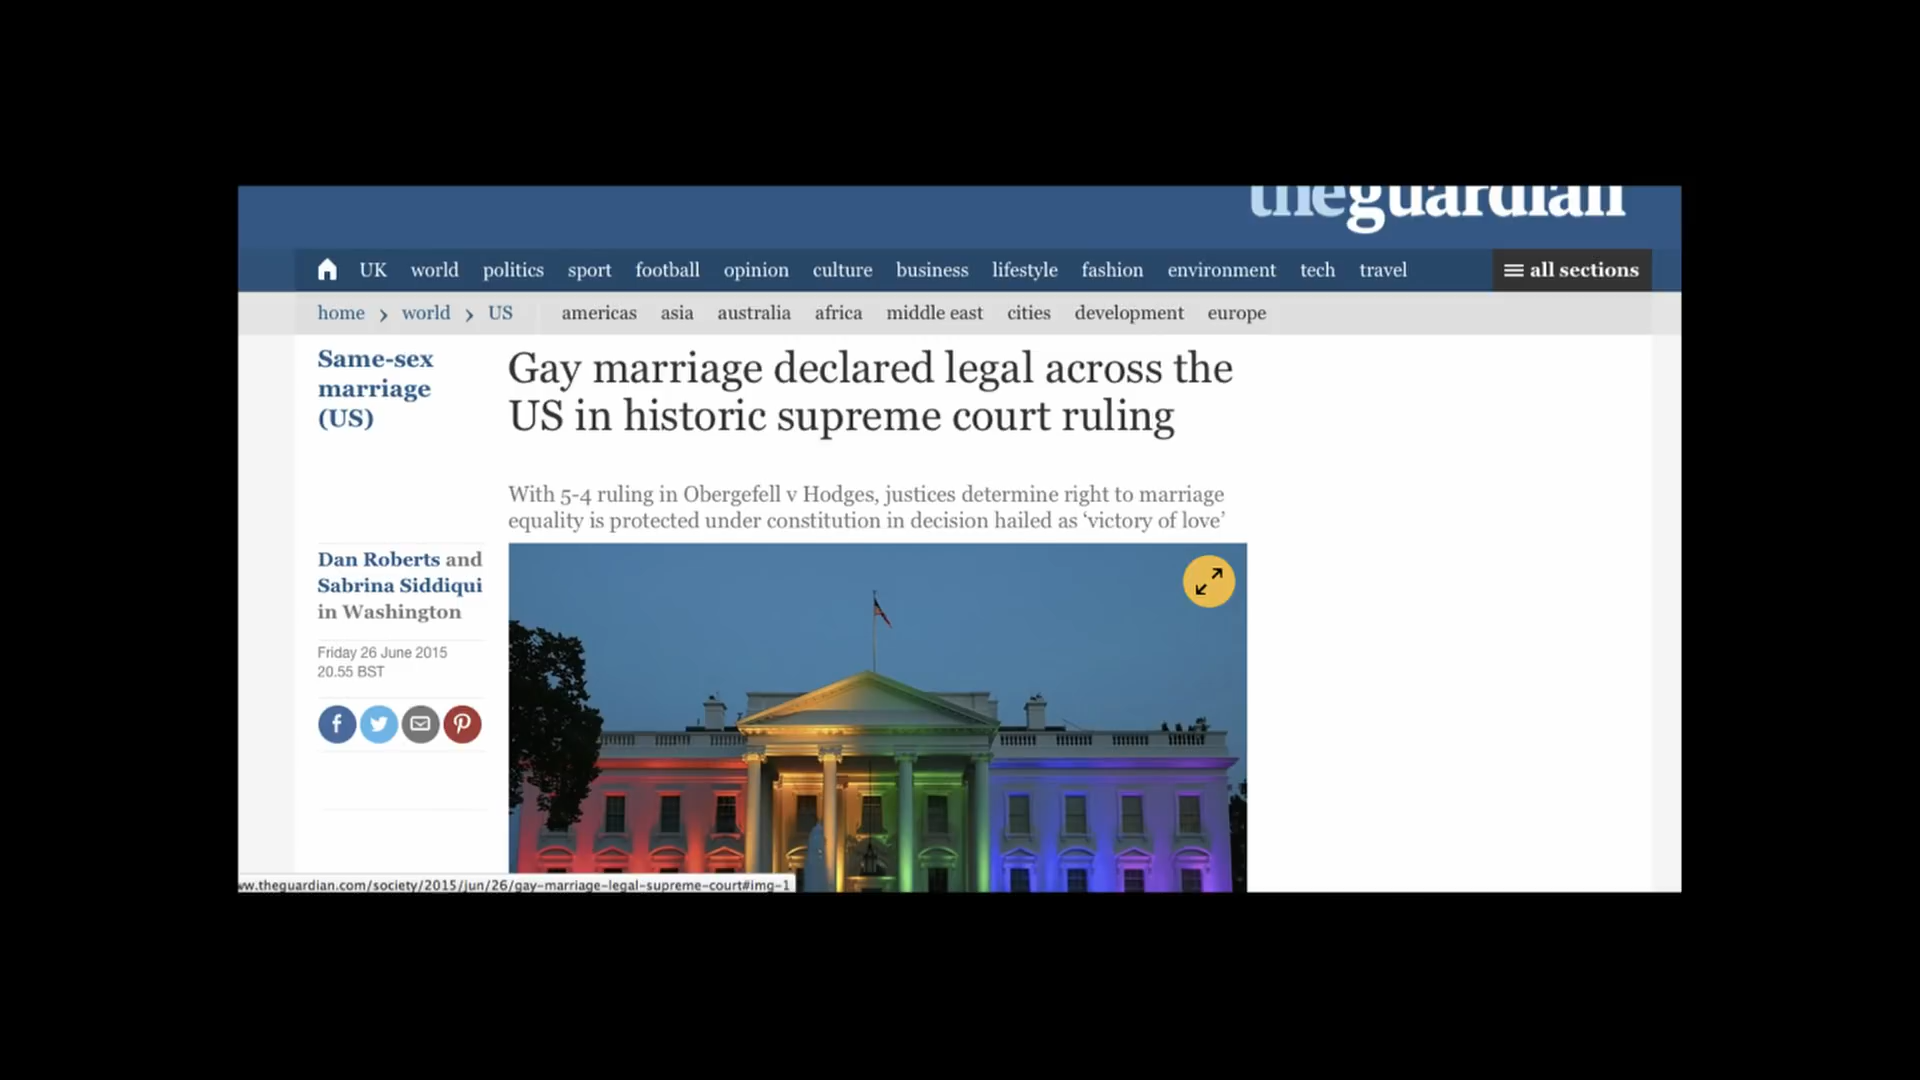 theguardian
UK world politics sport football opinion culture business lifestyle fashion environment tech travel all sections
home › world › US americas asia australia africa middle east cities development europe
Same-sex
marriage
(US)
Gay marriage declared legal across the
US in historic supreme court ruling
With 5-4 ruling in Obergefell v Hodges, justices determine right to marriage
equality is protected under constitution in decision hailed as ‘victory of love’
Dan Roberts and
Sabrina Siddiqui
in Washington
Friday 26 June 2015
20.55 BST
ww.theguardian.com/society/2015/jun/26/gay-marriage-legal-supreme-court#img-1